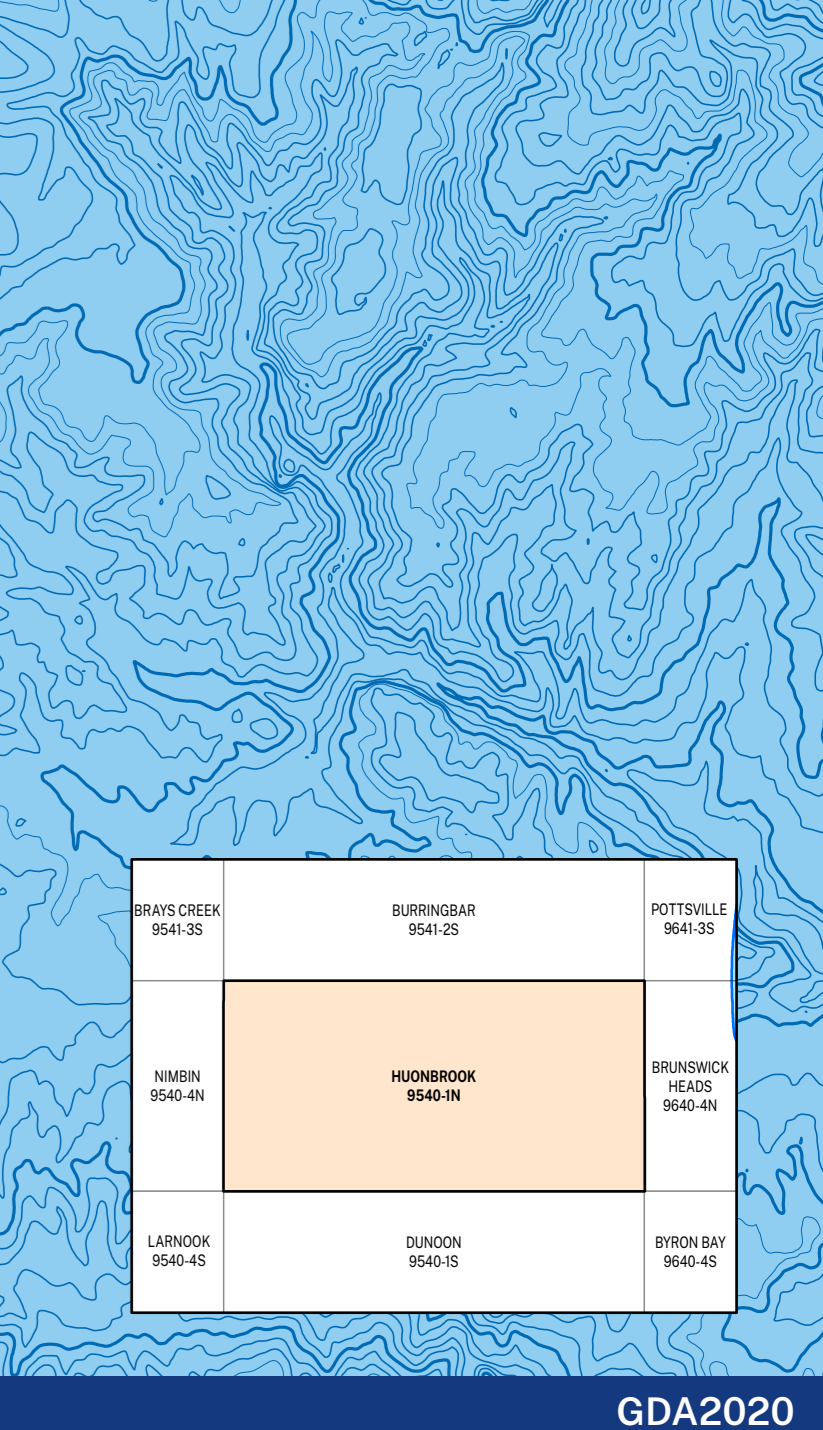 BRAYS CREEK
9541-3S
BURRINGBAR
9541-2S
POTTSVILLE
9641-3S
NIMBIN
9540-4N
HUONBROOK
9540-1N
BRUNSWICK
HEADS
9640-4N
LARNOOK
9540-4S
DUNOON
9540-1S
BYRON BAY
9640-4S
GDA2020